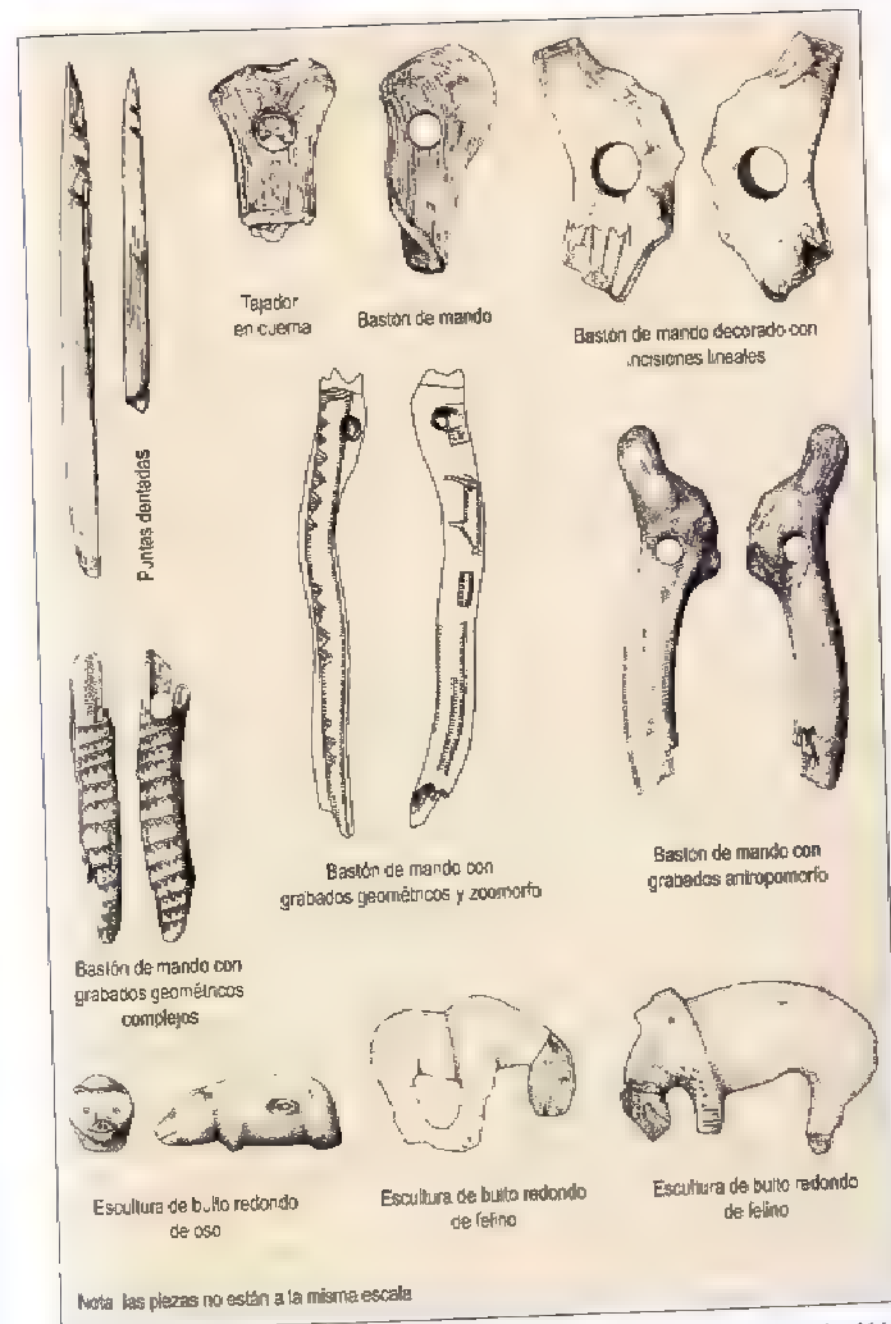 Tajador
en cuerna
Bastón de mando
Bastón de mando decorado con
incisiones lineales
Puntas dentadas
Bastón de mando con
grabados geométricos y zoomorfo
Bastón de mando con
grabados antropomorfo
Bastón de mando con
grabados geométricos
complejos
Escultura de bulto redondo
de oso
Escultura de bulto redondo
de felino
Escultura de bulto redondo
de felino
Nota las piezas no están a la misma escala